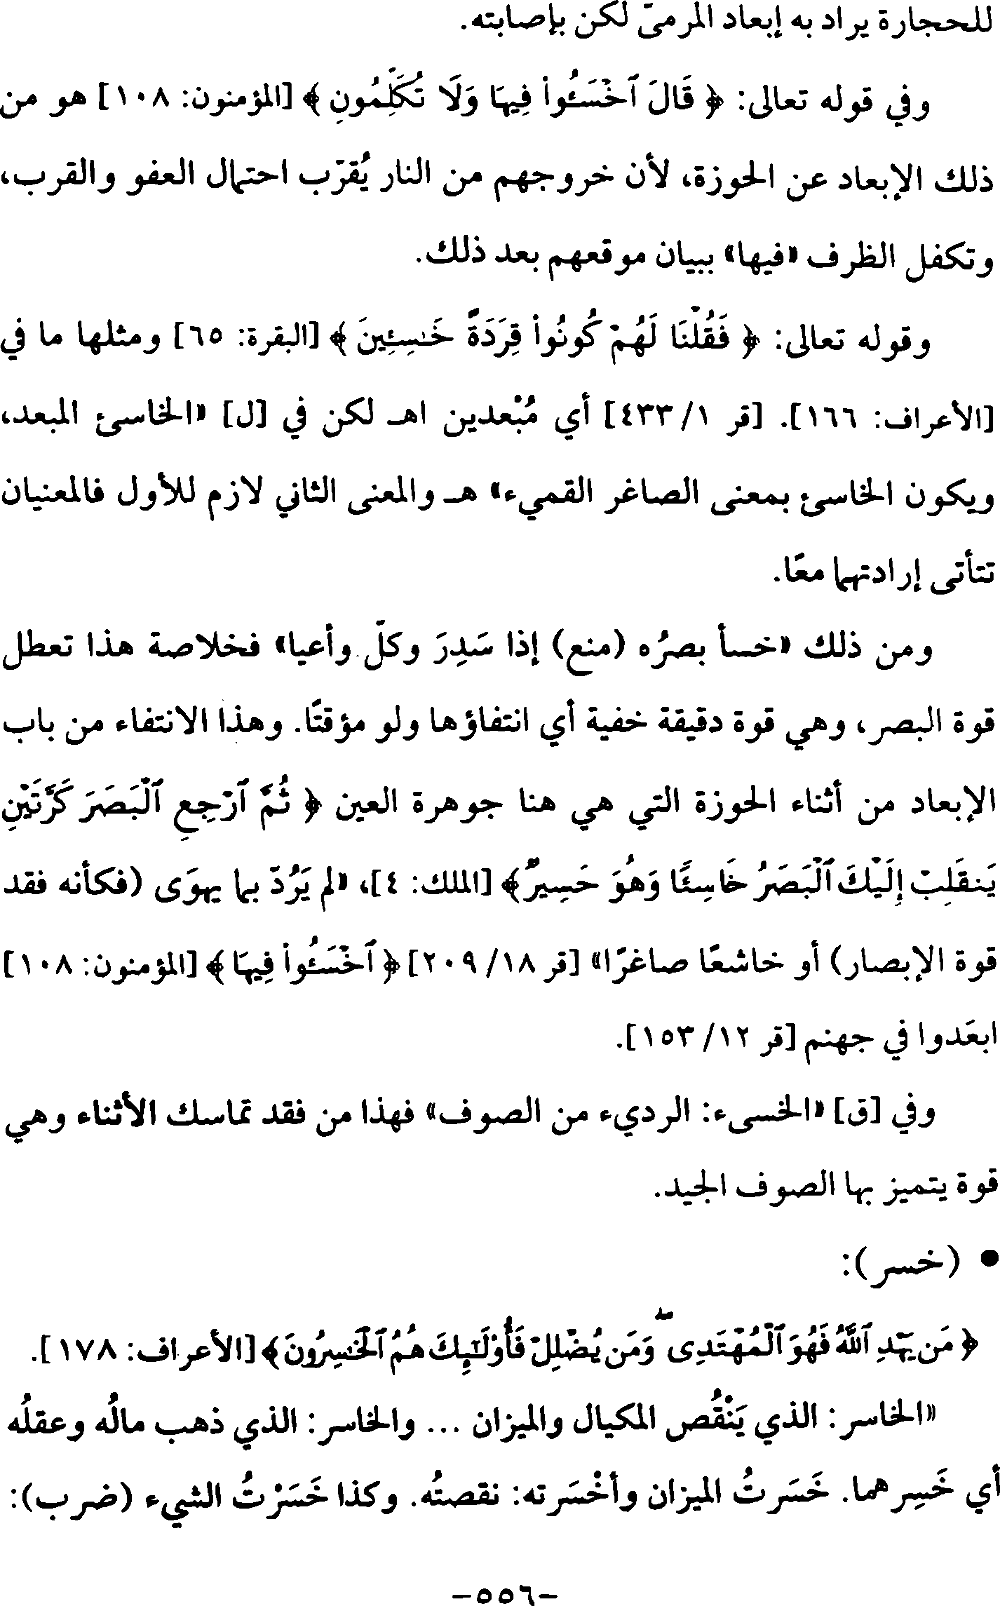 للحجارة يراد به إبعاد المرمىّ لكن بإصابته.
وفي قوله تعالى: ﴿ قَالَ ٱخْسَـُٔوا۟ فِيهَا وَلَا تُكَلِّمُونِ ﴾ [المؤمنون: ١٠٨] هو من
ذلك الإبعاد عن الحوزة، لأن خروجهم من النار يُقرّب احتمال العفو والقرب،
وتكفل الظرف «فيها» ببيان موقعهم بعد ذلك.
وقوله تعالى: ﴿ فَقُلْنَا لَهُمْ كُونُوا۟ قِرَدَةً خَـٰسِـِٔينَ ﴾ [البقرة: ٦٥] ومثلها ما في
[الأعراف: ١٦٦]. [قر ١/ ٤٣٣] أي مُبْعدين اهـ لكن في [ل] «الخاسئ المبعد،
ويكون الخاسئ بمعنى الصاغر القميء» هـ والمعنى الثاني لازم للأول فالمعنيان
تتأتى إرادتهما معًا.
ومن ذلك «خسأ بصرُه (منع) إذا سَدِرَ وكلّ وأعيا» فخلاصة هذا تعطل
قوة البصر، وهي قوة دقيقة خفية أي انتفاؤها ولو مؤقتًا. وهذا الانتفاء من باب
الإبعاد من أثناء الحوزة التي هي هنا جوهرة العين ﴿ ثُمَّ ٱرْجِعِ ٱلْبَصَرَ كَرَّتَيْنِ
يَنقَلِبْ إِلَيْكَ ٱلْبَصَرُ خَاسِئًا وَهُوَ حَسِيرٌ ﴾ [الملك: ٤]، «لم يَرُدّ بما يهوَى (فكأنه فقد
قوة الإبصار) أو خاشعًا صاغرًا» [قر ١٨/ ٢٠٩] ﴿ ٱخْسَـُٔوا۟ فِيهَا ﴾ [المؤمنون: ١٠٨]
ابعَدوا في جهنم [قر ١٢/ ١٥٣].
وفي [ق] «الخسىء: الرديء من الصوف» فهذا من فقد تماسك الأثناء وهي
قوة يتميز بها الصوف الجيد.
• (خسر):
﴿ مَن يَهْدِ ٱللَّهُ فَهُوَ ٱلْمُهْتَدِى ۖ وَمَن يُضْلِلْ فَأُو۟لَـٰٓئِكَ هُمُ ٱلْخَـٰسِرُونَ ﴾ [الأعراف: ١٧٨].
«الخاسر: الذي يَنْقُص المكيال والميزان ... والخاسر: الذي ذهب مالُه وعقلُه
أي خَسِرهما. خَسَرتُ الميزان وأخْسَرته: نقصتُه. وكذا خَسَرْتُ الشيء (ضرب):
-٥٥٦-